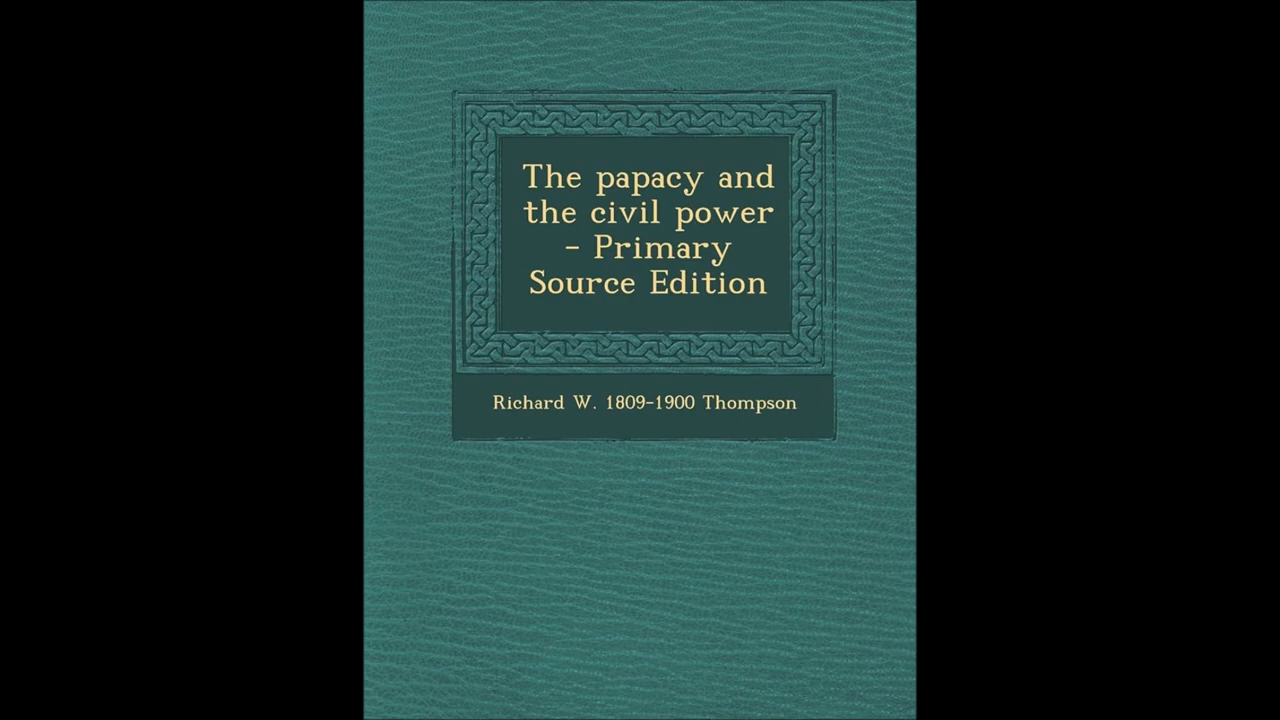 The papacy and
the civil power
- Primary
Source Edition
Richard W. 1809-1900 Thompson